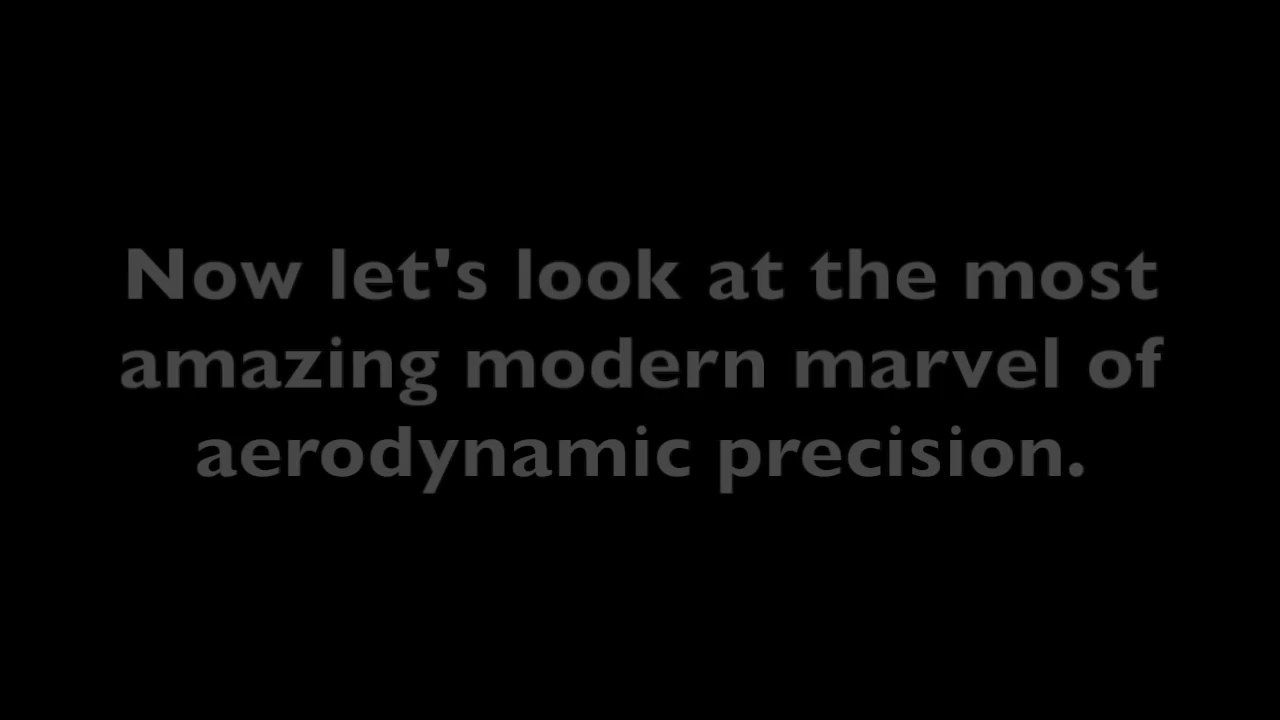 Now let's look at the most
amazing modern marvel of
aerodynamic precision.